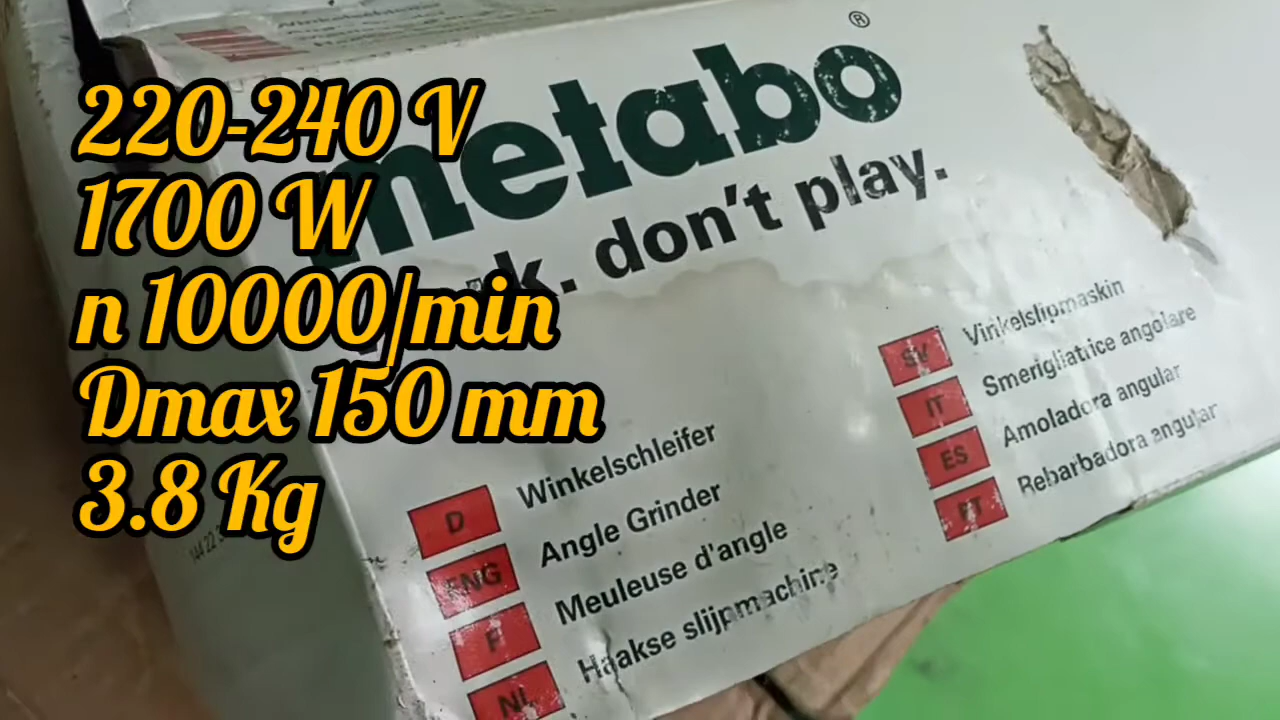 220-240 V
1700 W
n 10000/min
Dmax 150 mm
3.8 Kg
metabo®
don't play.
D Winkelschleifer
ENG Angle Grinder
F Meuleuse d'angle
NL Haakse slijpmachine
SV Vinkelslipmaskin
IT Smerigliatrice angolare
ES Amoladora angular
PT Rebarbadora angular